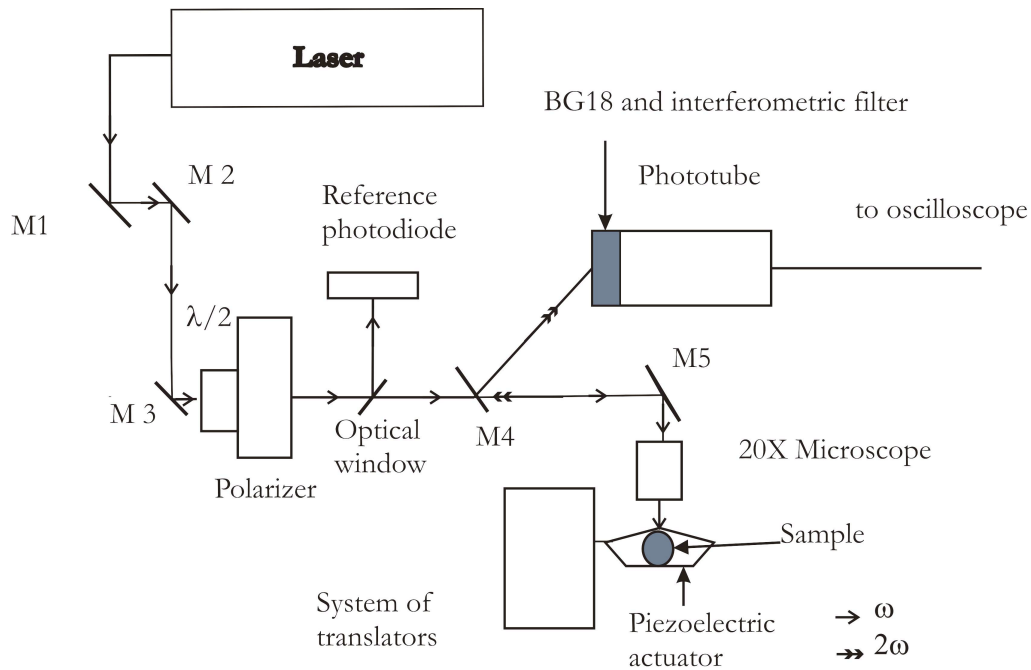 Laser
BG18 and interferometric filter
M 2
Reference
photodiode
Phototube
to oscilloscope
M1
λ/2
M5
M 3
Optical
window
M4
20X Microscope
Polarizer
Sample
System of
translators
Piezoelectric
actuator
ω
2ω